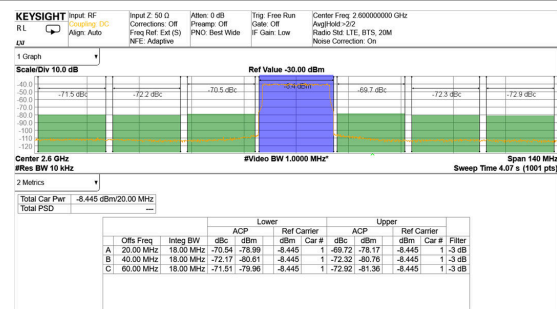 KEYSIGHT Input: RF Input Z: 50 Ω Atten: 0 dB Trig: Free Run Center Freq: 2.600000000 GHz
RL Coupling: DC Corrections: Off Preamp: Off Gate: Off Avg|Hold:>2/2
Align: Auto Freq Ref: Ext (S) PNO: Best Wide IF Gain: Low Radio Std: LTE, BTS, 20M
LXI NFE: Adaptive Noise Correction: On
1 Graph
Scale/Div 10.0 dB Ref Value -30.00 dBm
-40.0
-50.0 -71.5 dBc -72.2 dBc -70.5 dBc -8.4 dBm -69.7 dBc -72.3 dBc -72.9 dBc
-60.0
-70.0
-80.0
-90.0
-100
-110
-120
Center 2.6 GHz #Video BW 1.0000 MHz* Span 140 MHz
#Res BW 10 kHz Sweep Time 4.07 s (1001 pts)
2 Metrics
Total Car Pwr -8.445 dBm/20.00 MHz
Total PSD ---
Lower Upper
ACP Ref Carrier ACP Ref Carrier
Offs Freq Integ BW dBc dBm dBm Car # dBc dBm dBm Car # Filter
A 20.00 MHz 18.00 MHz -70.54 -78.99 -8.445 1 -69.72 -78.17 -8.445 1 -3 dB
B 40.00 MHz 18.00 MHz -72.17 -80.61 -8.445 1 -72.32 -80.76 -8.445 1 -3 dB
C 60.00 MHz 18.00 MHz -71.51 -79.96 -8.445 1 -72.92 -81.36 -8.445 1 -3 dB